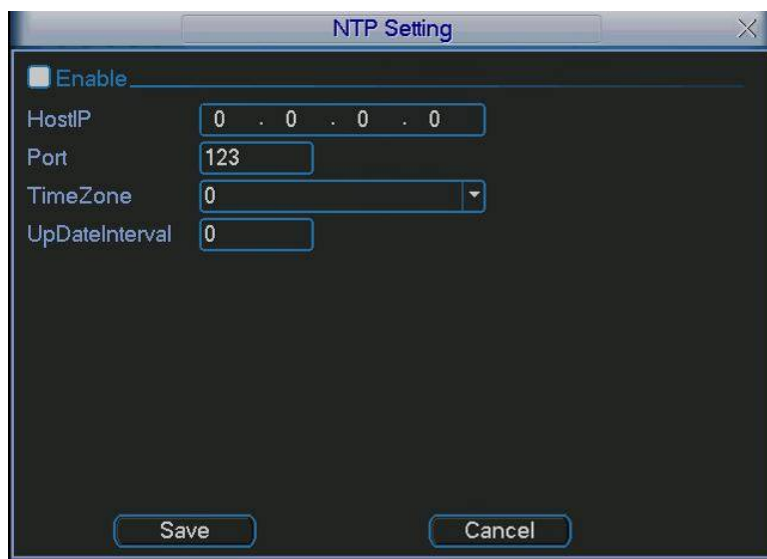 NTP Setting
Enable
HostIP 0 . 0 . 0 . 0
Port 123
TimeZone 0
UpDateInterval 0
Save Cancel